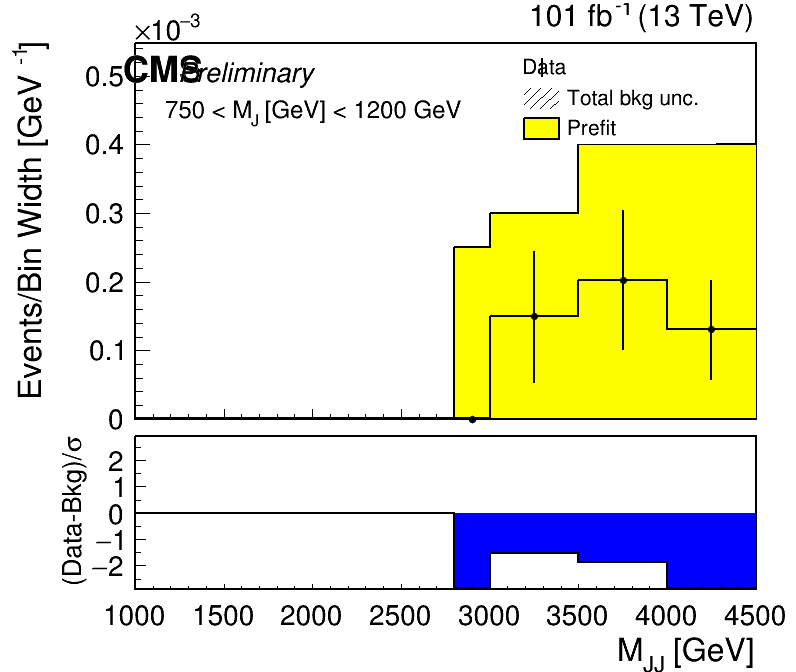 ×10⁻³
101 fb⁻¹ (13 TeV)
CMS Preliminary
750 < M_J [GeV] < 1200 GeV
Data
Total bkg unc.
Prefit
Events/Bin Width [GeV⁻¹]
0.5
0.4
0.3
0.2
0.1
0
(Data-Bkg)/σ
2
1
0
−1
−2
1000 1500 2000 2500 3000 3500 4000 4500
M_JJ [GeV]